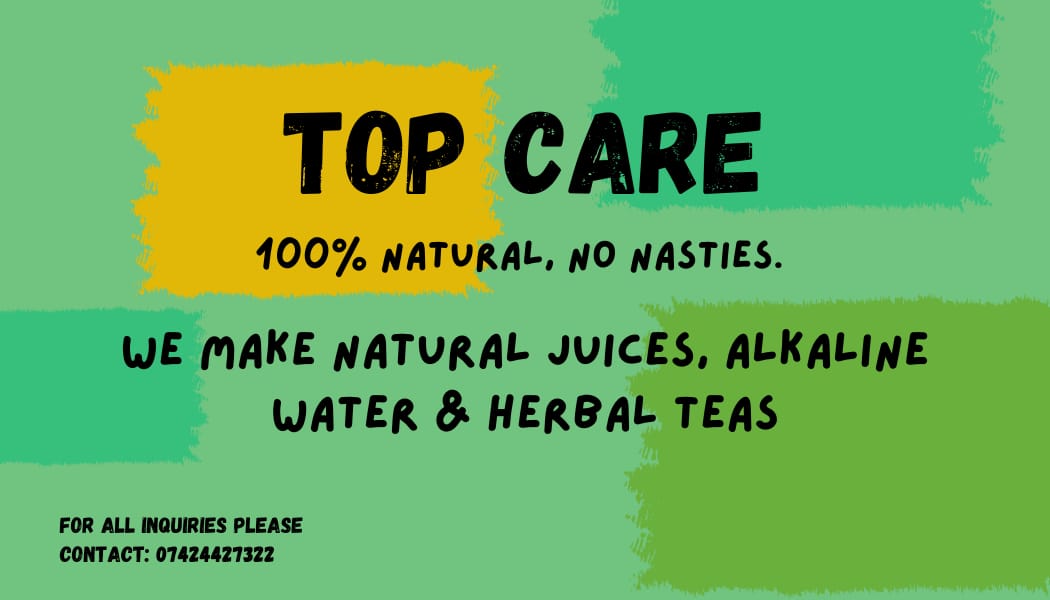 TOP CARE
100% NATURAL, NO NASTIES.
WE MAKE NATURAL JUICES, ALKALINE
WATER & HERBAL TEAS
FOR ALL INQUIRIES PLEASE
CONTACT: 07424427322